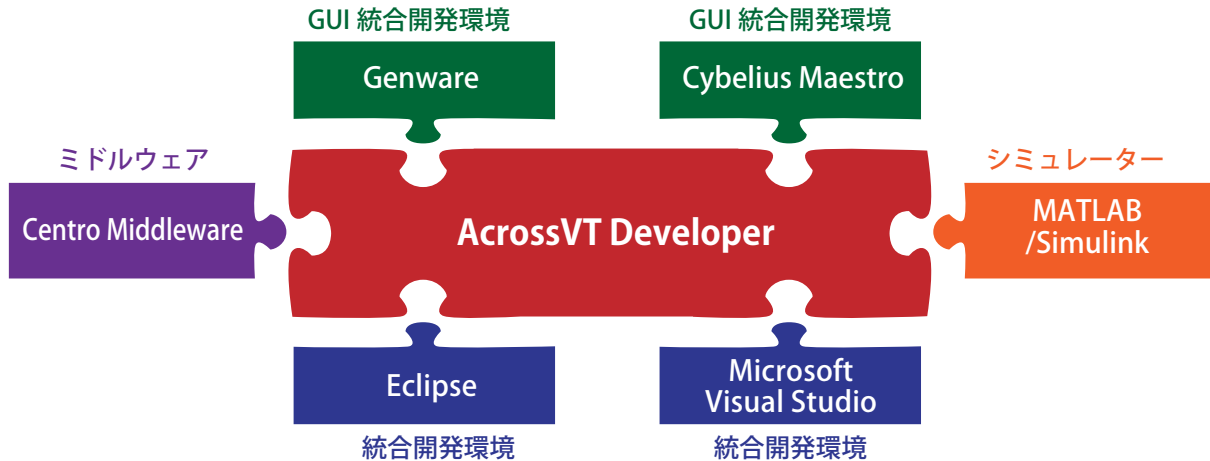 GUI 統合開発環境
GUI 統合開発環境
Genware
Cybelius Maestro
ミドルウェア
シミュレーター
Centro Middleware
AcrossVT Developer
MATLAB
/Simulink
Eclipse
Microsoft
Visual Studio
統合開発環境
統合開発環境